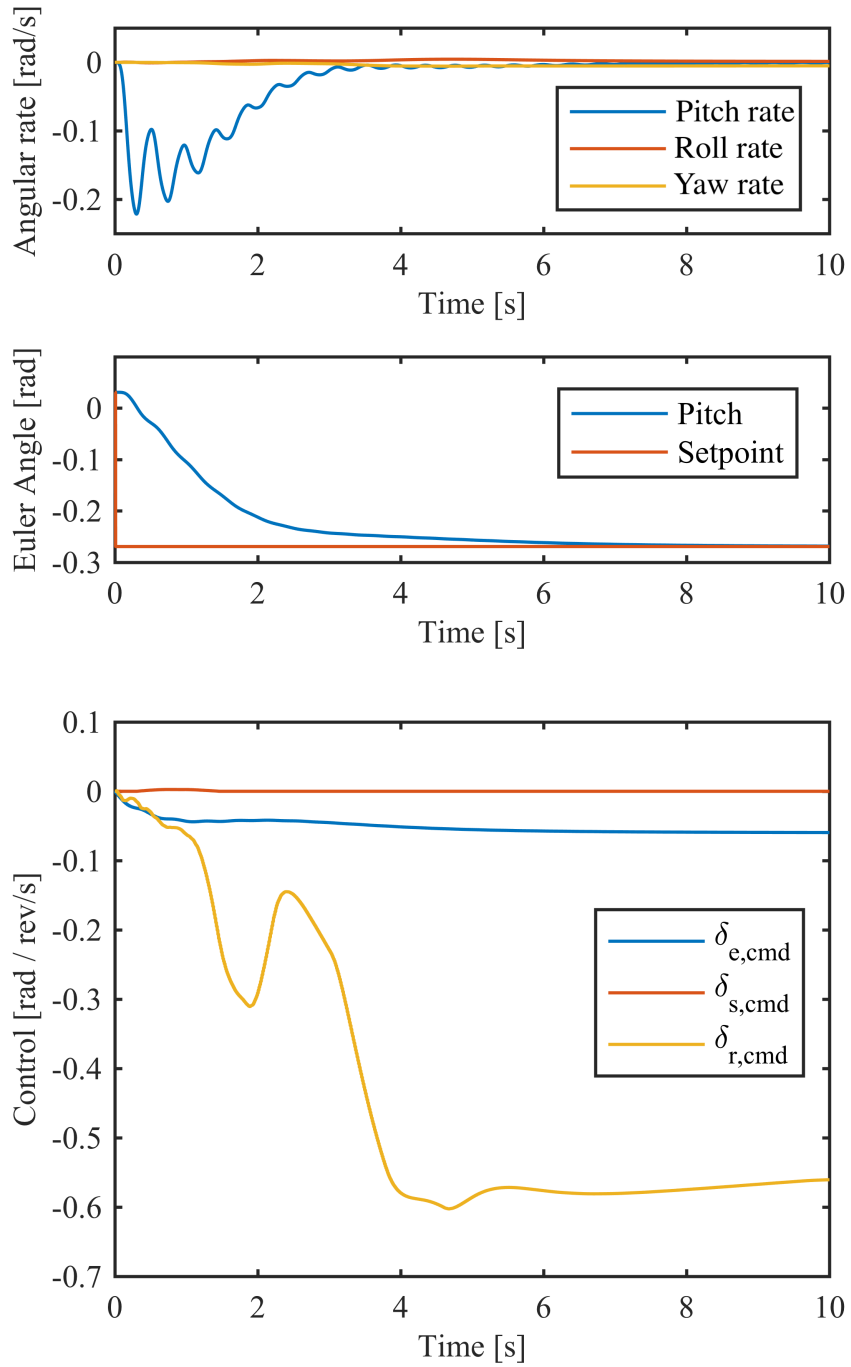 Angular rate [rad/s]
0
-0.1
-0.2
Pitch rate
Roll rate
Yaw rate
0 2 4 6 8 10
Time [s]
Euler Angle [rad]
0
-0.1
-0.2
-0.3
Pitch
Setpoint
0 2 4 6 8 10
Time [s]
Control [rad / rev/s]
0.1
0
-0.1
-0.2
-0.3
-0.4
-0.5
-0.6
-0.7
δe,cmd
δs,cmd
δr,cmd
0 2 4 6 8 10
Time [s]